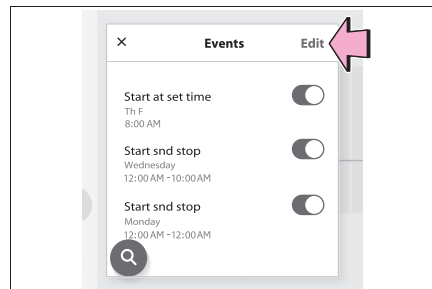 Events
Edit
Start at set time
Th F
8:00 AM
Start snd stop
Wednesday
12:00 AM - 10:00 AM
Start snd stop
Monday
12:00 AM - 12:00 AM